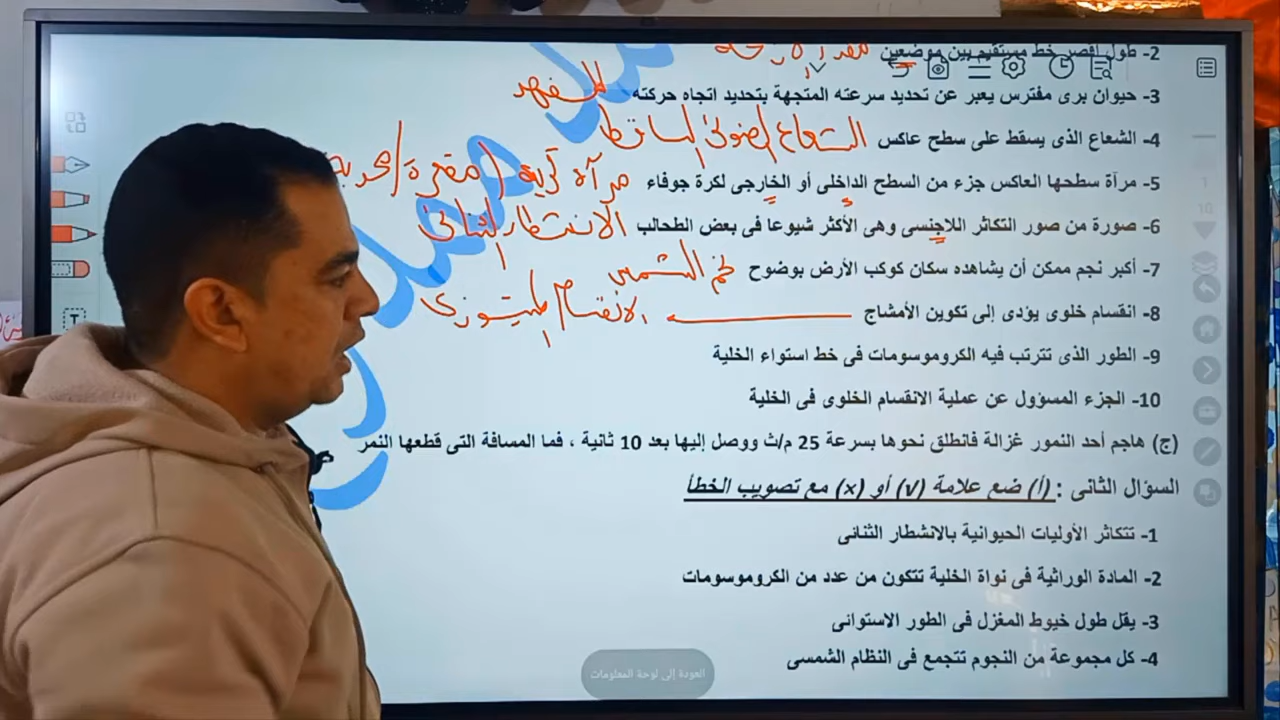 2- طول أقصر خط مستقيم بين موضعين
3- حيوان برى مفترس يعبر عن تحديد سرعته المتجهة بتحديد اتجاه حركته الفهد
4- الشعاع الذى يسقط على سطح عاكس الشعاع الضوئى الساقط
5- مرآة سطحها العاكس جزء من السطح الداخلى أو الخارجى لكرة جوفاء مرآة كرية (مقعرة/محدبة
6- صورة من صور التكاثر اللاجنسى وهى الأكثر شيوعا فى بعض الطحالب الانشطار الثنائى
7- أكبر نجم ممكن أن يشاهده سكان كوكب الأرض بوضوح نجم الشمس
8- انقسام خلوى يؤدى إلى تكوين الأمشاج الانقسام الميتوزى
9- الطور الذى تترتب فيه الكروموسومات فى خط استواء الخلية
10- الجزء المسؤول عن عملية الانقسام الخلوى فى الخلية
(ج) هاجم أحد النمور غزالة فانطلق نحوها بسرعة 25 م/ث ووصل إليها بعد 10 ثانية ، فما المسافة التى قطعها النمر
السؤال الثانى : (أ) ضع علامة (√) أو (x) مع تصويب الخطأ
1- تتكاثر الأوليات الحيوانية بالانشطار الثنائى
2- المادة الوراثية فى نواة الخلية تتكون من عدد من الكروموسومات
3- يقل طول خيوط المغزل فى الطور الاستوائى
4- كل مجموعة من النجوم تتجمع فى النظام الشمسى
العودة إلى لوحة المعلومات